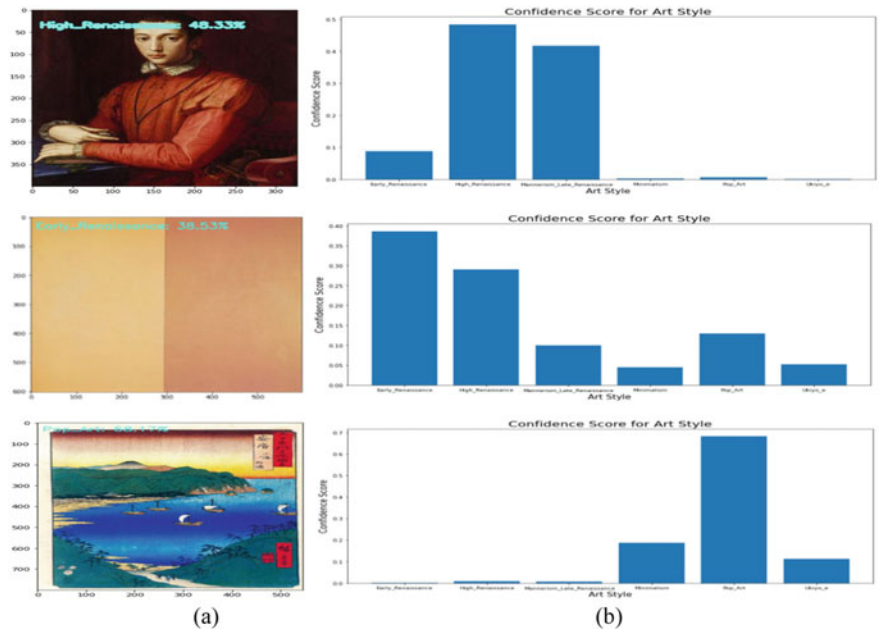 High_Renaissance: 48.33%
0
50
100
150
200
250
300
350
0 50 100 150 200 250 300
Confidence Score for Art Style
Confidence Score
0.5
0.4
0.3
0.2
0.1
0.0
Early_Renaissance High_Renaissance Mannerism_Late_Renaissance Minimalism Pop_Art Ukiyo_e
Art Style
Early_Renaissance: 38.53%
0
100
200
300
400
500
600
0 100 200 300 400 500
Confidence Score for Art Style
Confidence Score
0.40
0.35
0.30
0.25
0.20
0.15
0.10
0.05
0.00
Early_Renaissance High_Renaissance Mannerism_Late_Renaissance Minimalism Pop_Art Ukiyo_e
Art Style
Pop_Art:
0
100
200
300
400
500
600
700
0 100 200 300 400 500
Confidence Score for Art Style
Confidence Score
0.7
0.6
0.5
0.4
0.3
0.2
0.1
0.0
Early_Renaissance High_Renaissance Mannerism_Late_Renaissance Minimalism Pop_Art Ukiyo_e
Art Style
(a) (b)